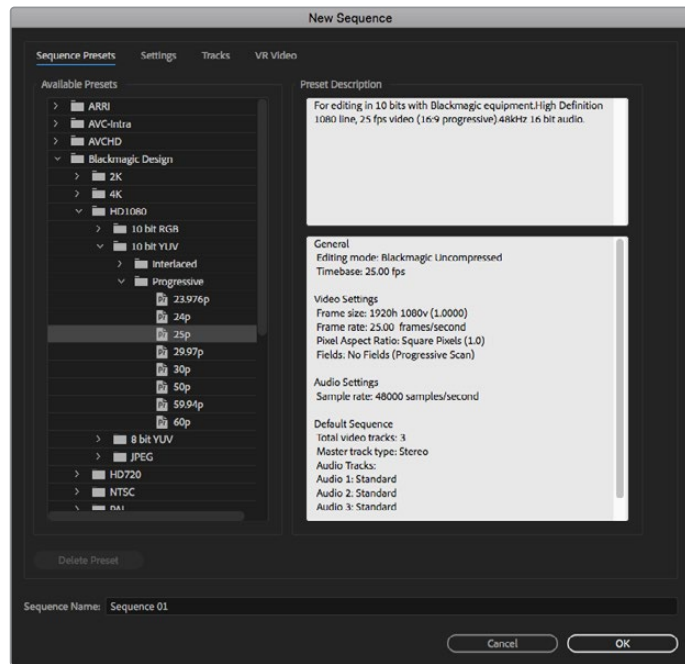 New Sequence
Sequence Presets Settings Tracks VR Video
Available Presets
ARRI
AVC-Intra
AVCHD
Blackmagic Design
2K
4K
HD1080
10 bit RGB
10 bit YUV
Interlaced
Progressive
23.976p
24p
25p
29.97p
30p
50p
59.94p
60p
8 bit YUV
JPEG
HD720
NTSC
PAL
Preset Description
For editing in 10 bits with Blackmagic equipment.High Definition
1080 line, 25 fps video (16:9 progressive).48kHz 16 bit audio.
General
Editing mode: Blackmagic Uncompressed
Timebase: 25.00 fps
Video Settings
Frame size: 1920h 1080v (1.0000)
Frame rate: 25.00 frames/second
Pixel Aspect Ratio: Square Pixels (1.0)
Fields: No Fields (Progressive Scan)
Audio Settings
Sample rate: 48000 samples/second
Default Sequence
Total video tracks: 3
Master track type: Stereo
Audio Tracks:
Audio 1: Standard
Audio 2: Standard
Audio 3: Standard
Delete Preset
Sequence Name: Sequence 01
Cancel OK